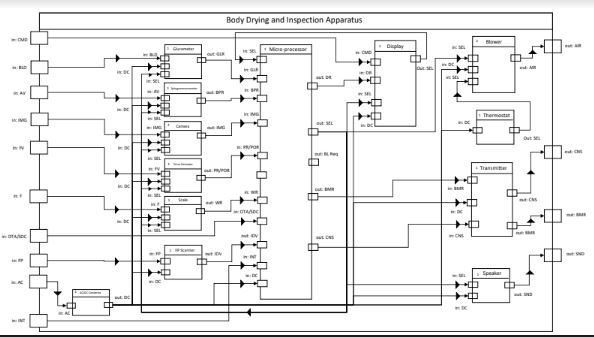 Body Drying and Inspection Apparatus
in: CMD
in: BLD
in: AV
in: IMG
in: IV
in: F
in: OTA/SDC
in: FP
in: AC
in: INT
in: BLD
Glucometer
out: GLR
in: DC
in: SEL
in: AV
out: BPR
in: DC
in: SEL
in: IMG
Camera
out: IMG
in: DC
in: SEL
in: FV
out: PR/POR
in: DC
in: SEL
in: F
Scale
out: WR
in: DC
in: SEL
in: FP
FP Scanner
out: IDV
in: DC
AC/DC Converter
out: DC
in: AC
in: SEL
Micro-processor
in: GLR
in: BPR
in: IMG
in: PR/POR
in: WR
in: OTA/SDC
out: IDV
in: INT
in: DC
out: DR
out: SEL
out: BL Req.
out: BMR
out: CNS
in: CMD
Display
in: DR
Out: SEL
in: SEL
in: DC
in: SEL
Blower
in: DC
in: SEL
out: AIR
Thermostat
in: DC
Out: SEL
Transmitter
in: BMR
out: CNS
in: DC
in: CNS
out: BMR
Speaker
in: SEL
out: SND
in: DC
out: AIR
out: CNS
out: BMR
out: SND